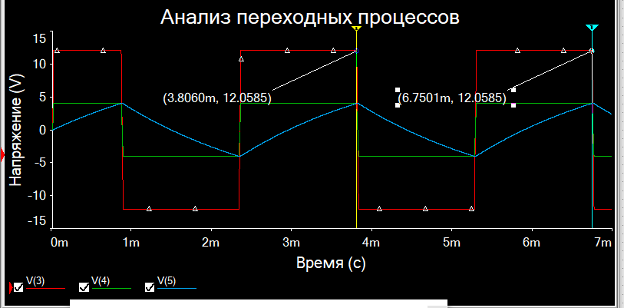 Анализ переходных процессов
15
10
(3.8060m, 12.0585)
(6.7501m, 12.0585)
5
0
-5
-10
-15
Напряжение (V)
0m 1m 2m 3m 4m 5m 6m 7m
Время (с)
V(3) V(4) V(5)